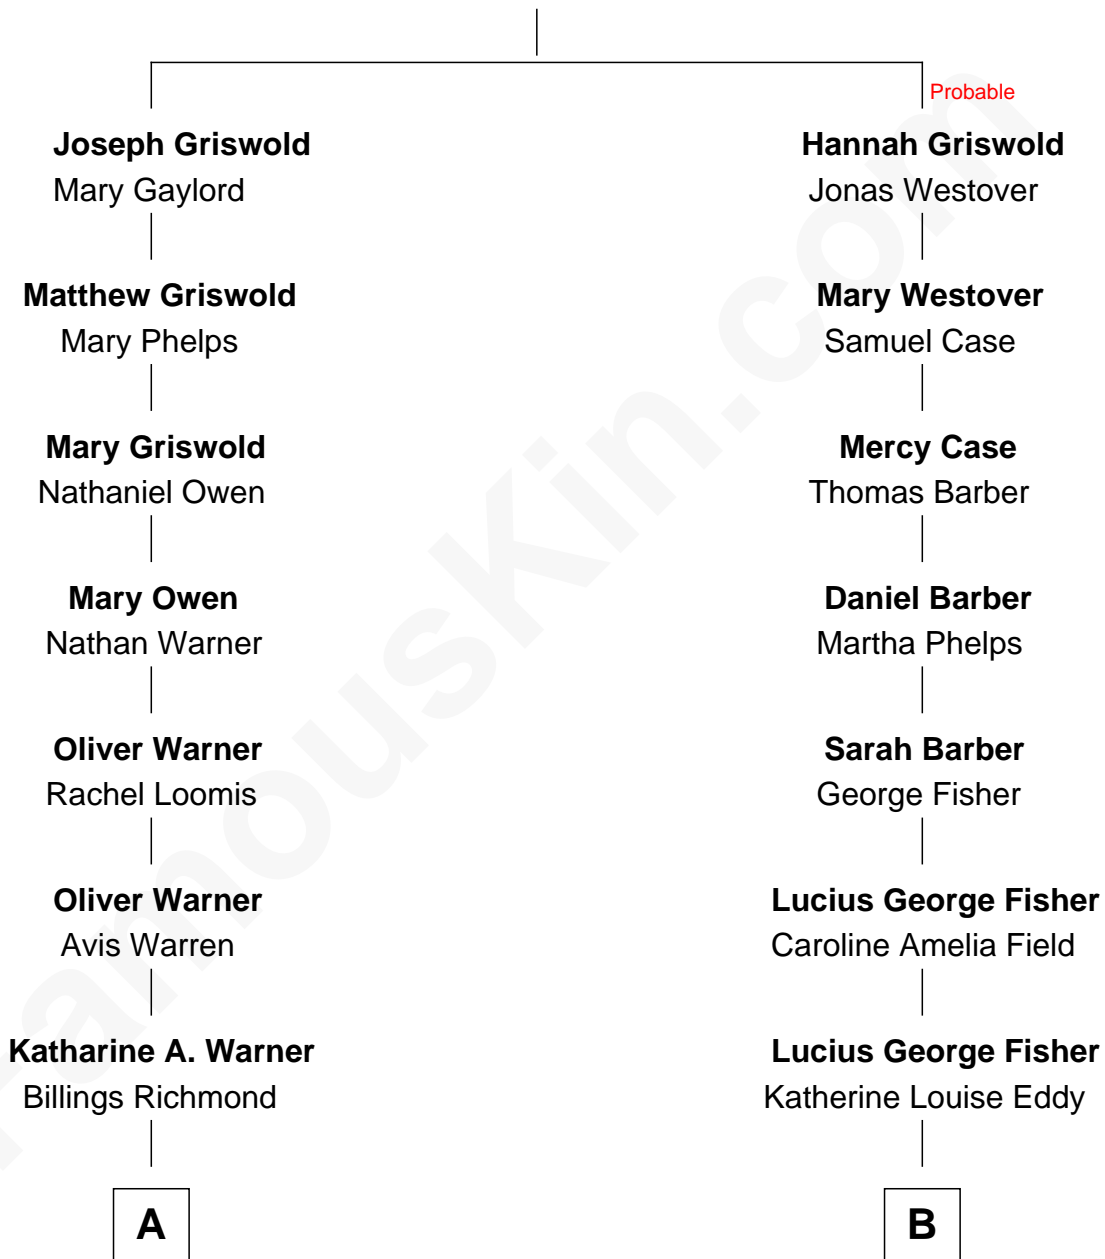 Probable
Joseph Griswold
Mary Gaylord
Hannah Griswold
Jonas Westover
Matthew Griswold
Mary Phelps
Mary Westover
Samuel Case
Mary Griswold
Nathaniel Owen
Mercy Case
Thomas Barber
Mary Owen
Nathan Warner
Daniel Barber
Martha Phelps
Oliver Warner
Rachel Loomis
Sarah Barber
George Fisher
Oliver Warner
Avis Warren
Lucius George Fisher
Caroline Amelia Field
Katharine A. Warner
Billings Richmond
Lucius George Fisher
Katherine Louise Eddy
A
B
FamousKin.com